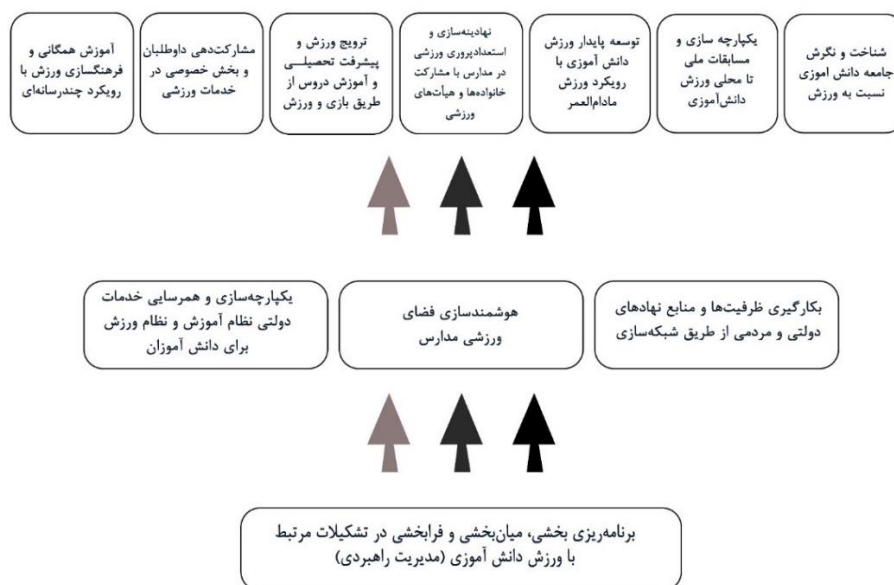 شناخت و نگرش
جامعه دانش اموزی
نسبت به ورزش
یکپارچه سازی و
مسابقات ملی
تا محلی ورزش
دانش‌آموزی
توسعه پایدار ورزش
دانش آموزی با
رویکرد ورزش
مادام‌العمر
نهادینه‌سازی و
استعدادپروری ورزشی
در مدارس با مشارکت
خانواده‌ها و هیأت‌های
ورزشی
ترویج ورزش و
پیشرفت تحصیلــی
و آموزش دروس از
طریق بازی و ورزش
مشارکت‌دهی داوطلبان
و بخش خصوصی در
خدمات ورزشی
آموزش همگانی و
فرهنگسازی ورزش با
رویکرد چندرسانه‌ای
بکارگیری ظرفیت‌ها و منابع نهادهای
دولتی و مردمی از طریق شبکه‌سازی
هوشمندسازی فضای
ورزشی مدارس
یکپارچه‌سازی و همرسایی خدمات
دولتی نظام آموزش و نظام ورزش
برای دانش آموزان
برنامه‌ریزی بخشی، میان‌بخشی و فرابخشی در تشکیلات مرتبط
با ورزش دانش آموزی (مدیریت راهبردی)